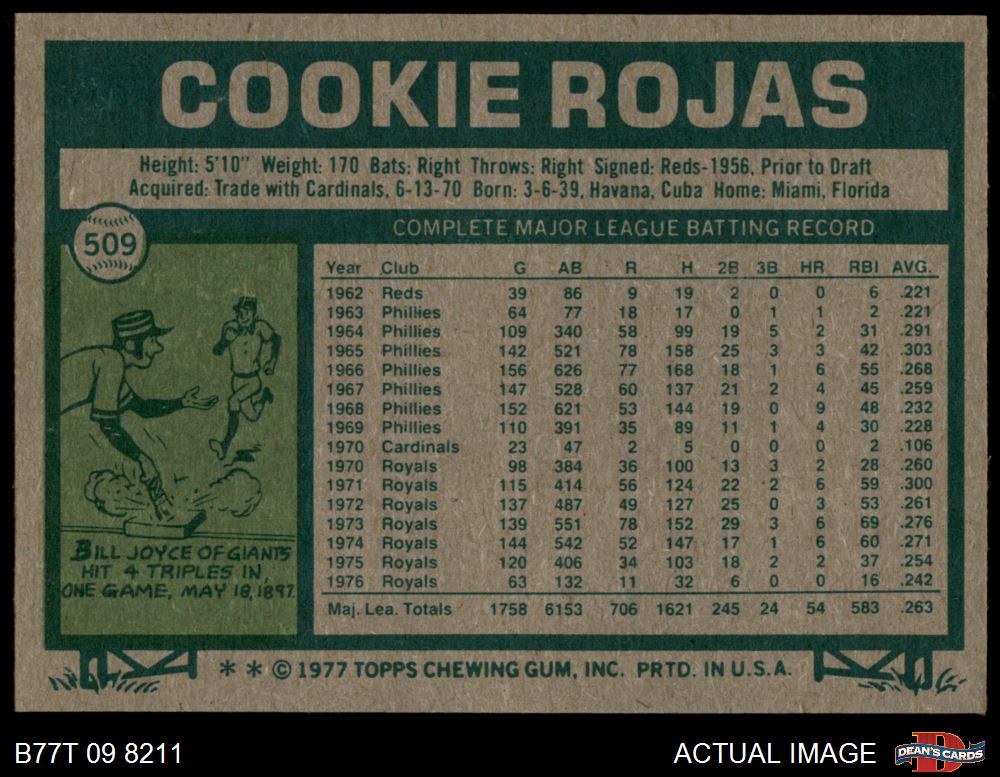 COOKIE ROJAS
Height: 5'10" Weight: 170 Bats: Right Throws: Right Signed: Reds-1956, Prior to Draft
Acquired: Trade with Cardinals, 6-13-70 Born: 3-6-39, Havana, Cuba Home: Miami, Florida
509
COMPLETE MAJOR LEAGUE BATTING RECORD
Year Club G AB R H 2B 3B HR RBI AVG.
1962 Reds 39 86 9 19 2 0 0 6 .221
1963 Phillies 64 77 18 17 0 1 1 2 .221
1964 Phillies 109 340 58 99 19 5 2 31 .291
1965 Phillies 142 521 78 158 25 3 3 42 .303
1966 Phillies 156 626 77 168 18 1 6 55 .268
1967 Phillies 147 528 60 137 21 2 4 45 .259
1968 Phillies 152 621 53 144 19 0 9 48 .232
1969 Phillies 110 391 35 89 11 1 4 30 .228
1970 Cardinals 23 47 2 5 0 0 0 2 .106
1970 Royals 98 384 36 100 13 3 2 28 .260
1971 Royals 115 414 56 124 22 2 6 59 .300
1972 Royals 137 487 49 127 25 0 3 53 .261
1973 Royals 139 551 78 152 29 3 6 69 .276
1974 Royals 144 542 52 147 17 1 6 60 .271
1975 Royals 120 406 34 103 18 2 2 37 .254
1976 Royals 63 132 11 32 6 0 0 16 .242
Maj. Lea. Totals 1758 6153 706 1621 245 24 54 583 .263
BILL JOYCE OF GIANTS
HIT 4 TRIPLES IN
ONE GAME, MAY 18, 1897.
* * © 1977 TOPPS CHEWING GUM, INC. PRTD. IN U.S.A.
B77T 09 8211
ACTUAL IMAGE
D
DEAN'S CARDS